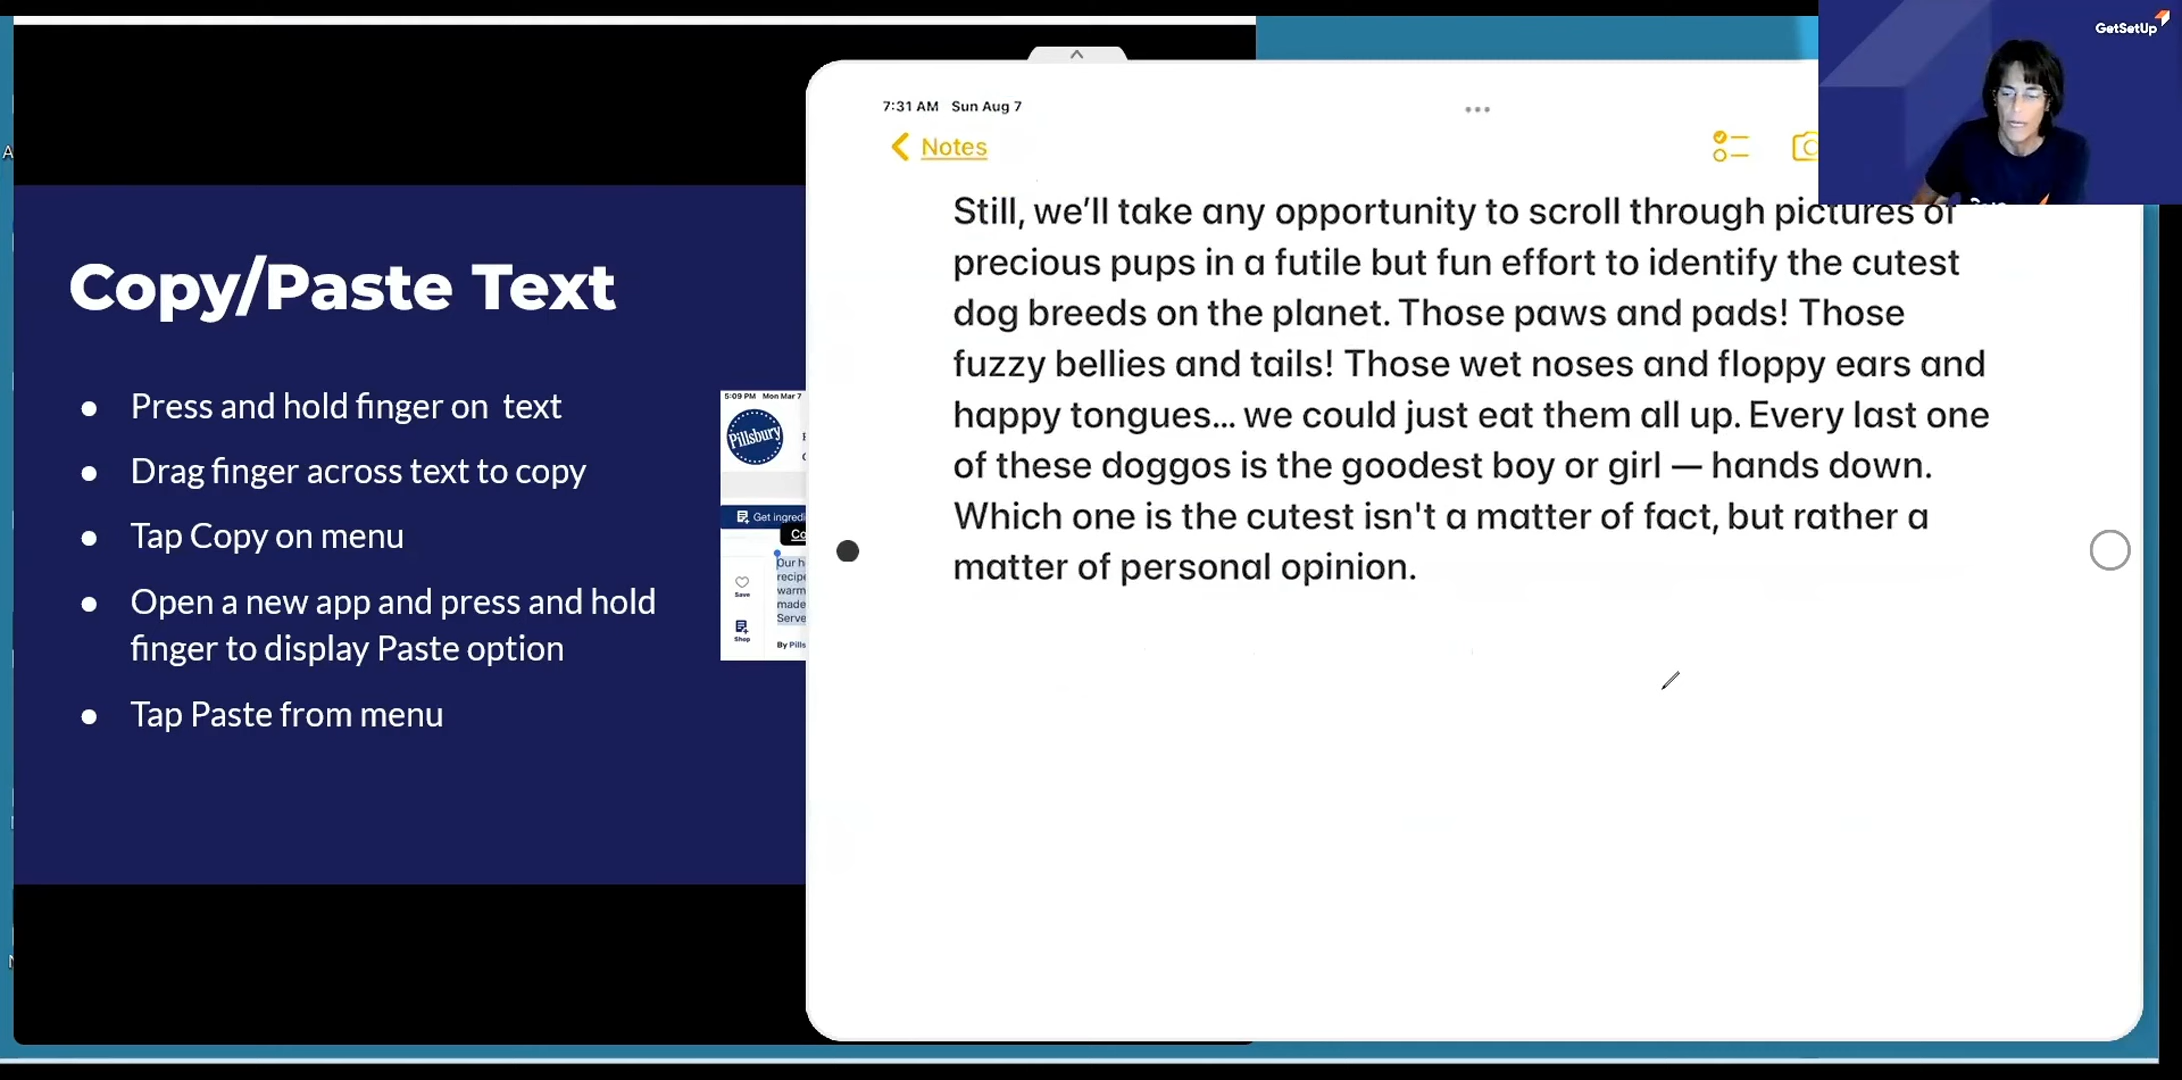 GetSetUp
7:31 AM Sun Aug 7
Notes
Still, we'll take any opportunity to scroll through pictures of
precious pups in a futile but fun effort to identify the cutest
dog breeds on the planet. Those paws and pads! Those
fuzzy bellies and tails! Those wet noses and floppy ears and
happy tongues... we could just eat them all up. Every last one
of these doggos is the goodest boy or girl — hands down.
Which one is the cutest isn't a matter of fact, but rather a
matter of personal opinion.
Copy/Paste Text
● Press and hold finger on text
● Drag finger across text to copy
● Tap Copy on menu
● Open a new app and press and hold
finger to display Paste option
● Tap Paste from menu
5:09 PM Mon Mar 7
Pillsbury
Get ingredi
Co
Our h
recipe
warm
made
Serve
Save
Shop
By Pills